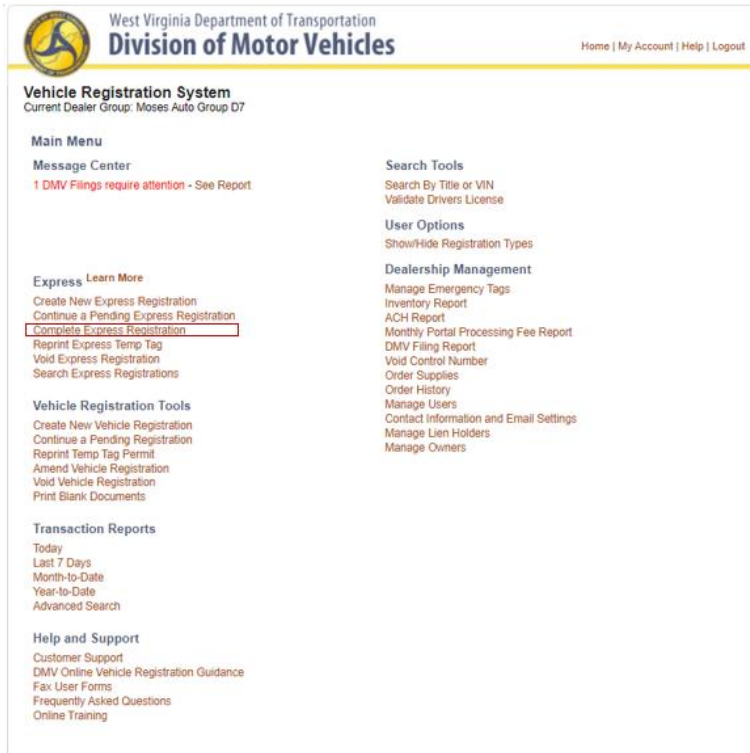 West Virginia Department of Transportation
Division of Motor Vehicles
Home | My Account | Help | Logout
Vehicle Registration System
Current Dealer Group: Moses Auto Group D7
Main Menu
Message Center
1 DMV Filings require attention - See Report
Express Learn More
Create New Express Registration
Continue a Pending Express Registration
Complete Express Registration
Reprint Express Temp Tag
Void Express Registration
Search Express Registrations
Vehicle Registration Tools
Create New Vehicle Registration
Continue a Pending Registration
Reprint Temp Tag Permit
Amend Vehicle Registration
Void Vehicle Registration
Print Blank Documents
Transaction Reports
Today
Last 7 Days
Month-to-Date
Year-to-Date
Advanced Search
Help and Support
Customer Support
DMV Online Vehicle Registration Guidance
Fax User Forms
Frequently Asked Questions
Online Training
Search Tools
Search By Title or VIN
Validate Drivers License
User Options
Show/Hide Registration Types
Dealership Management
Manage Emergency Tags
Inventory Report
ACH Report
Monthly Portal Processing Fee Report
DMV Filing Report
Void Control Number
Order Supplies
Order History
Manage Users
Contact Information and Email Settings
Manage Lien Holders
Manage Owners